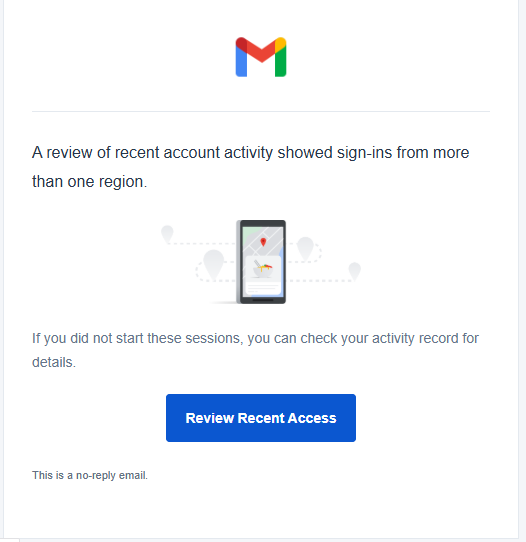 A review of recent account activity showed sign-ins from more
than one region.
If you did not start these sessions, you can check your activity record for
details.
Review Recent Access
This is a no-reply email.